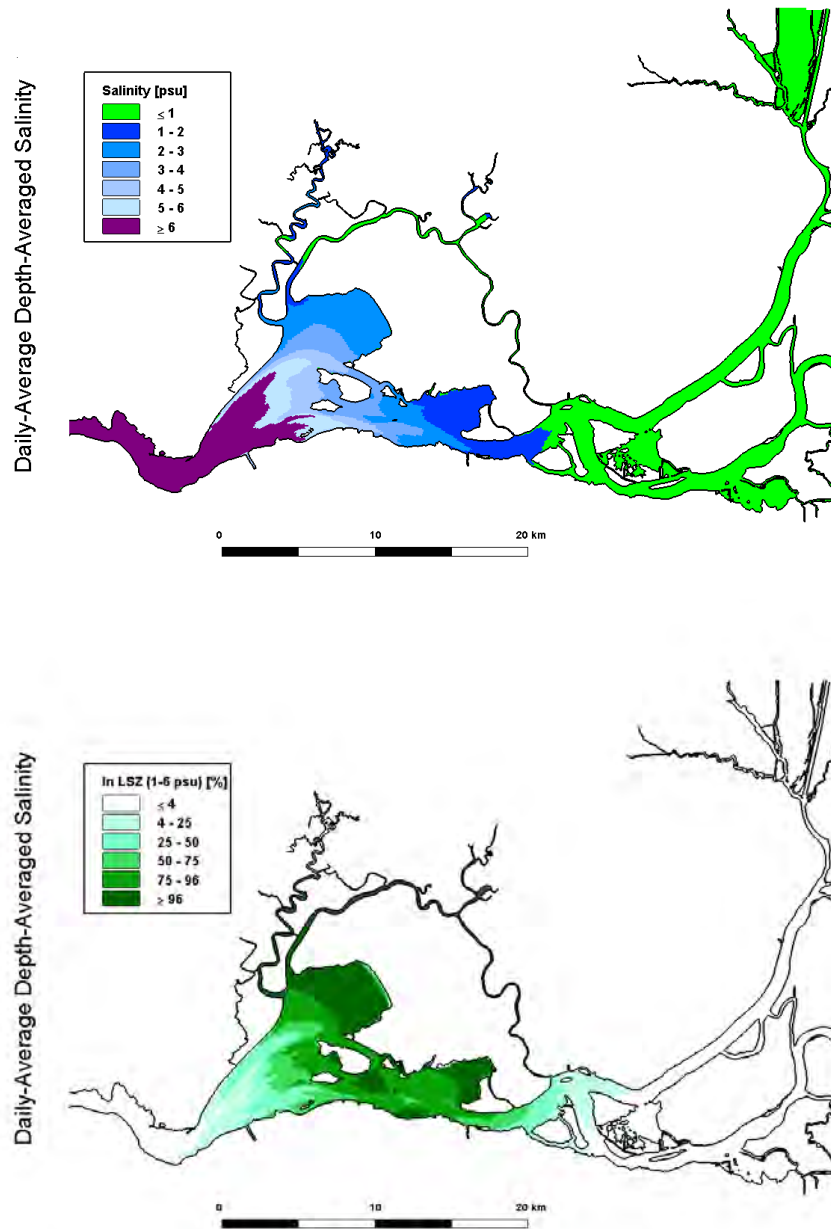 Daily-Average Depth-Averaged Salinity
Salinity [psu]
≤ 1
1 - 2
2 - 3
3 - 4
4 - 5
5 - 6
≥ 6
0 10 20 km
Daily-Average Depth-Averaged Salinity
In LSZ (1-6 psu) [%]
≤ 4
4 - 25
25 - 50
50 - 75
75 - 96
≥ 96
0 10 20 km